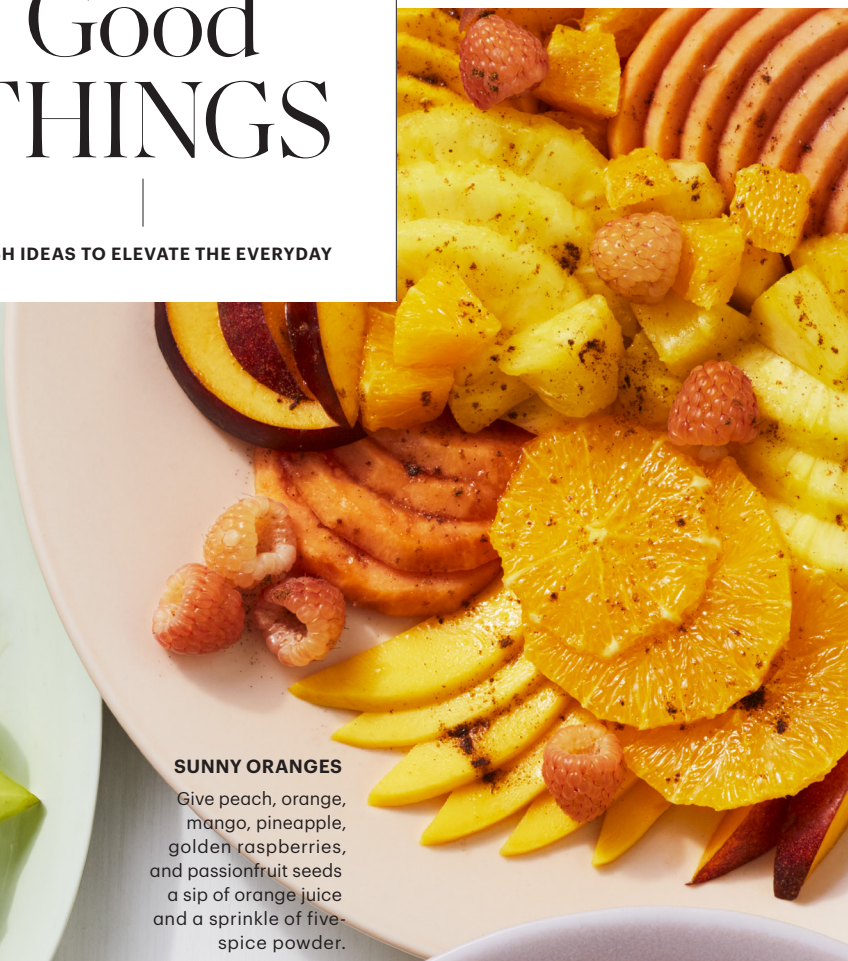 Good
THINGS
IDEAS TO ELEVATE THE EVERYDAY
SUNNY ORANGES
Give peach, orange,
mango, pineapple,
golden raspberries,
and passionfruit seeds
a sip of orange juice
and a sprinkle of five-
spice powder.